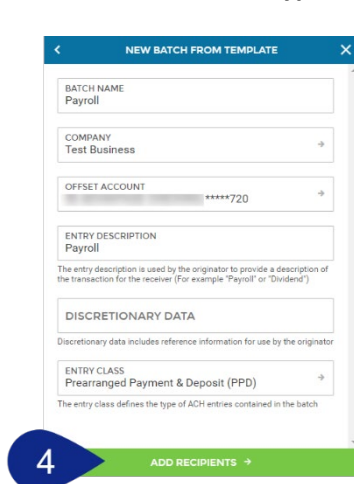 NEW BATCH FROM TEMPLATE
BATCH NAME
Payroll
COMPANY
Test Business
OFFSET ACCOUNT
*****720
ENTRY DESCRIPTION
Payroll
The entry description is used by the originator to provide a description of
the transaction for the receiver (For example "Payroll" or "Dividend")
DISCRETIONARY DATA
Discretionary data includes reference information for use by the originator
ENTRY CLASS
Prearranged Payment & Deposit (PPD)
The entry class defines the type of ACH entries contained in the batch
4
ADD RECIPIENTS